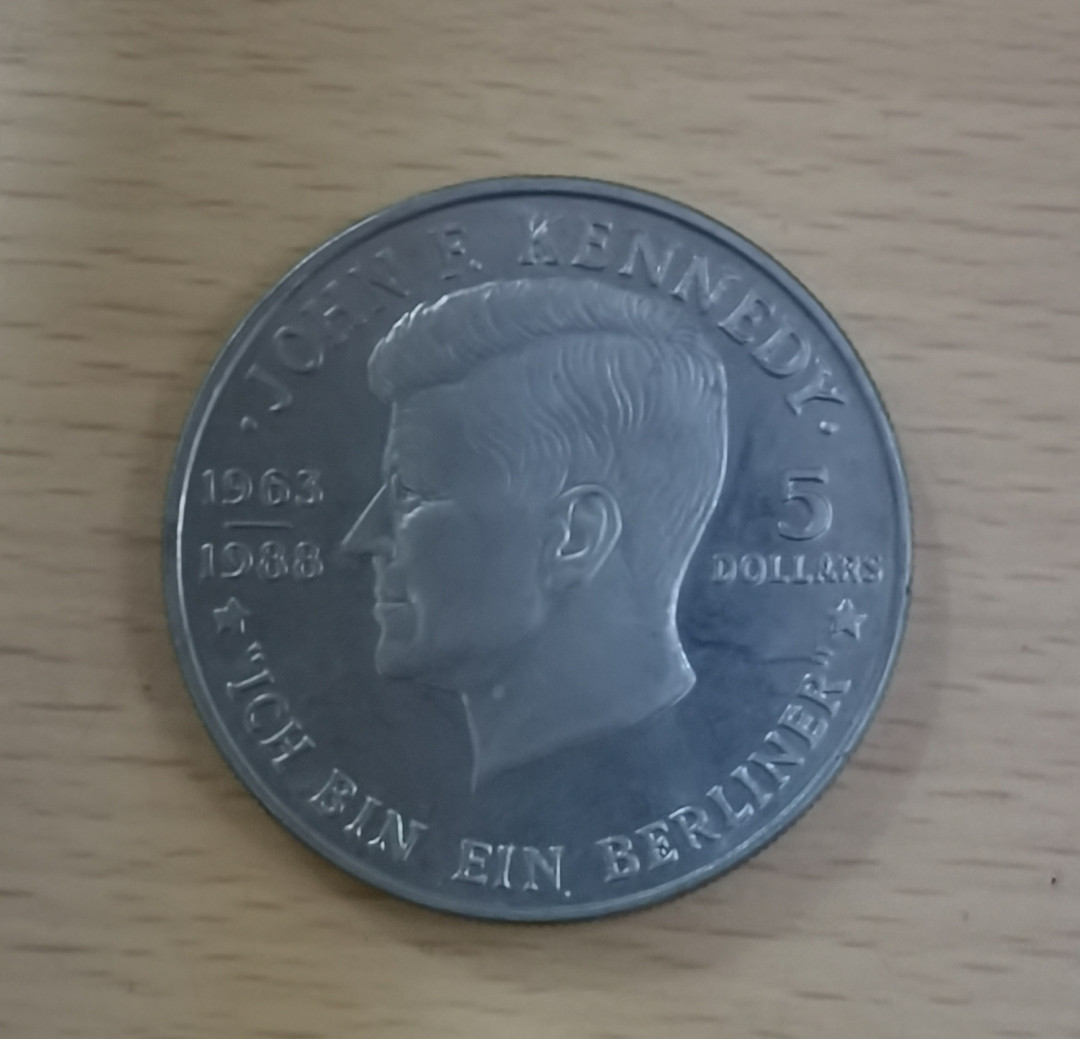 · JOHN F. KENNEDY ·
1963
1988
5
DOLLARS
"ICH BIN EIN BERLINER"